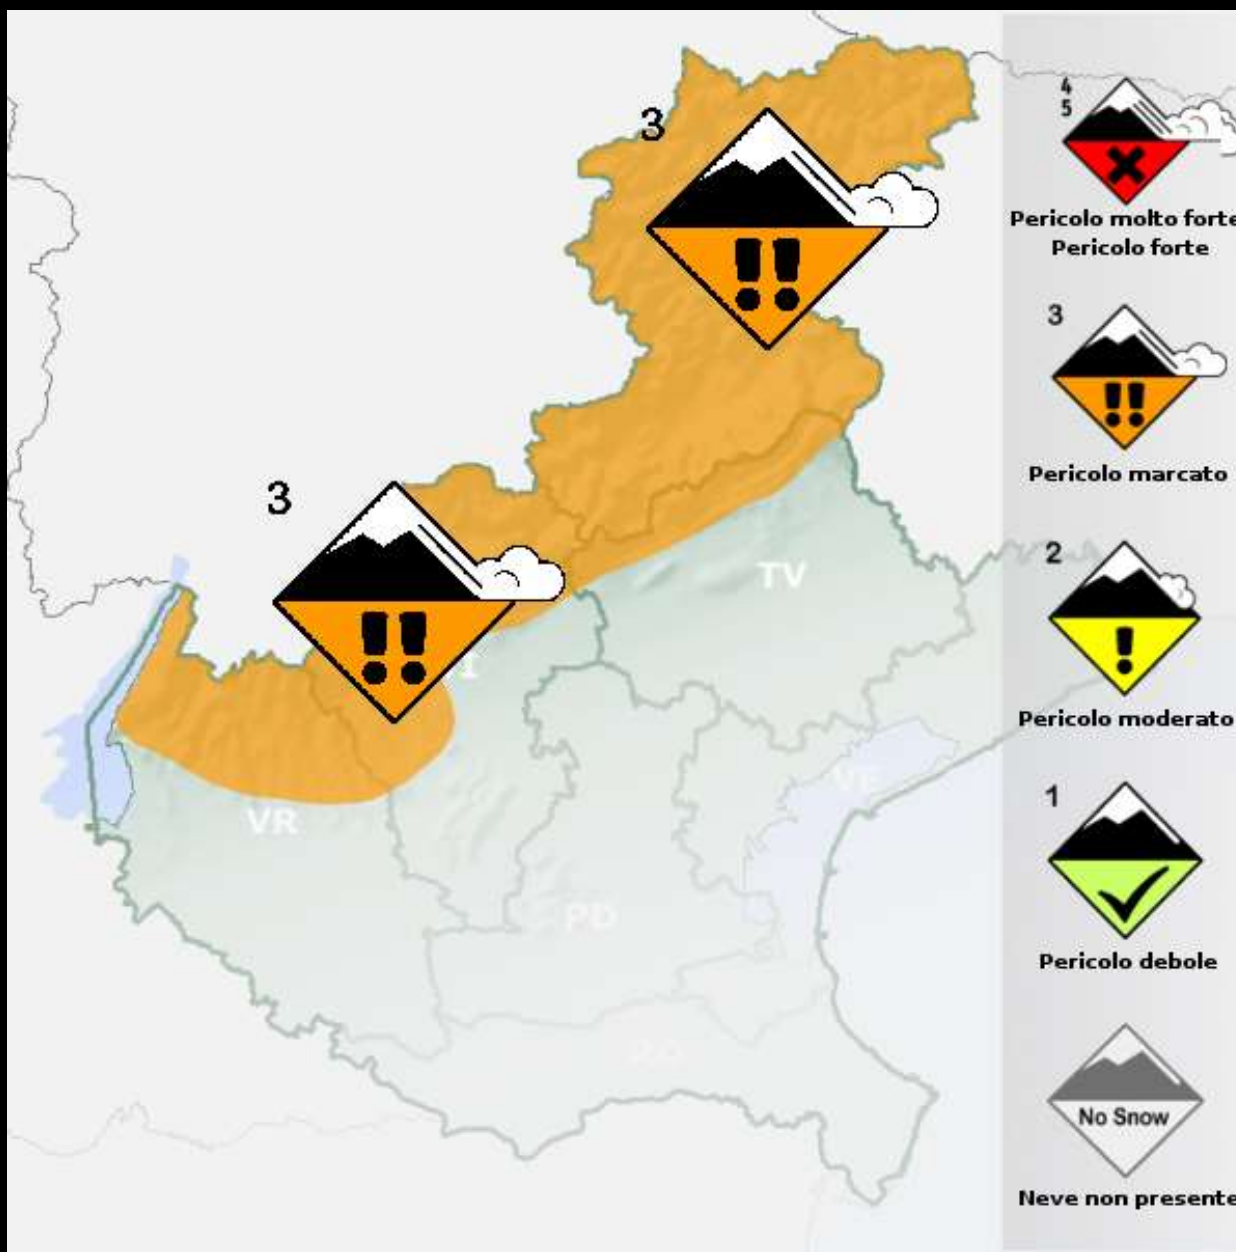 3
3
TV
VR
PD
4
5
Pericolo molto forte
Pericolo forte
3
Pericolo marcato
2
Pericolo moderato
1
Pericolo debole
No Snow
Neve non presente